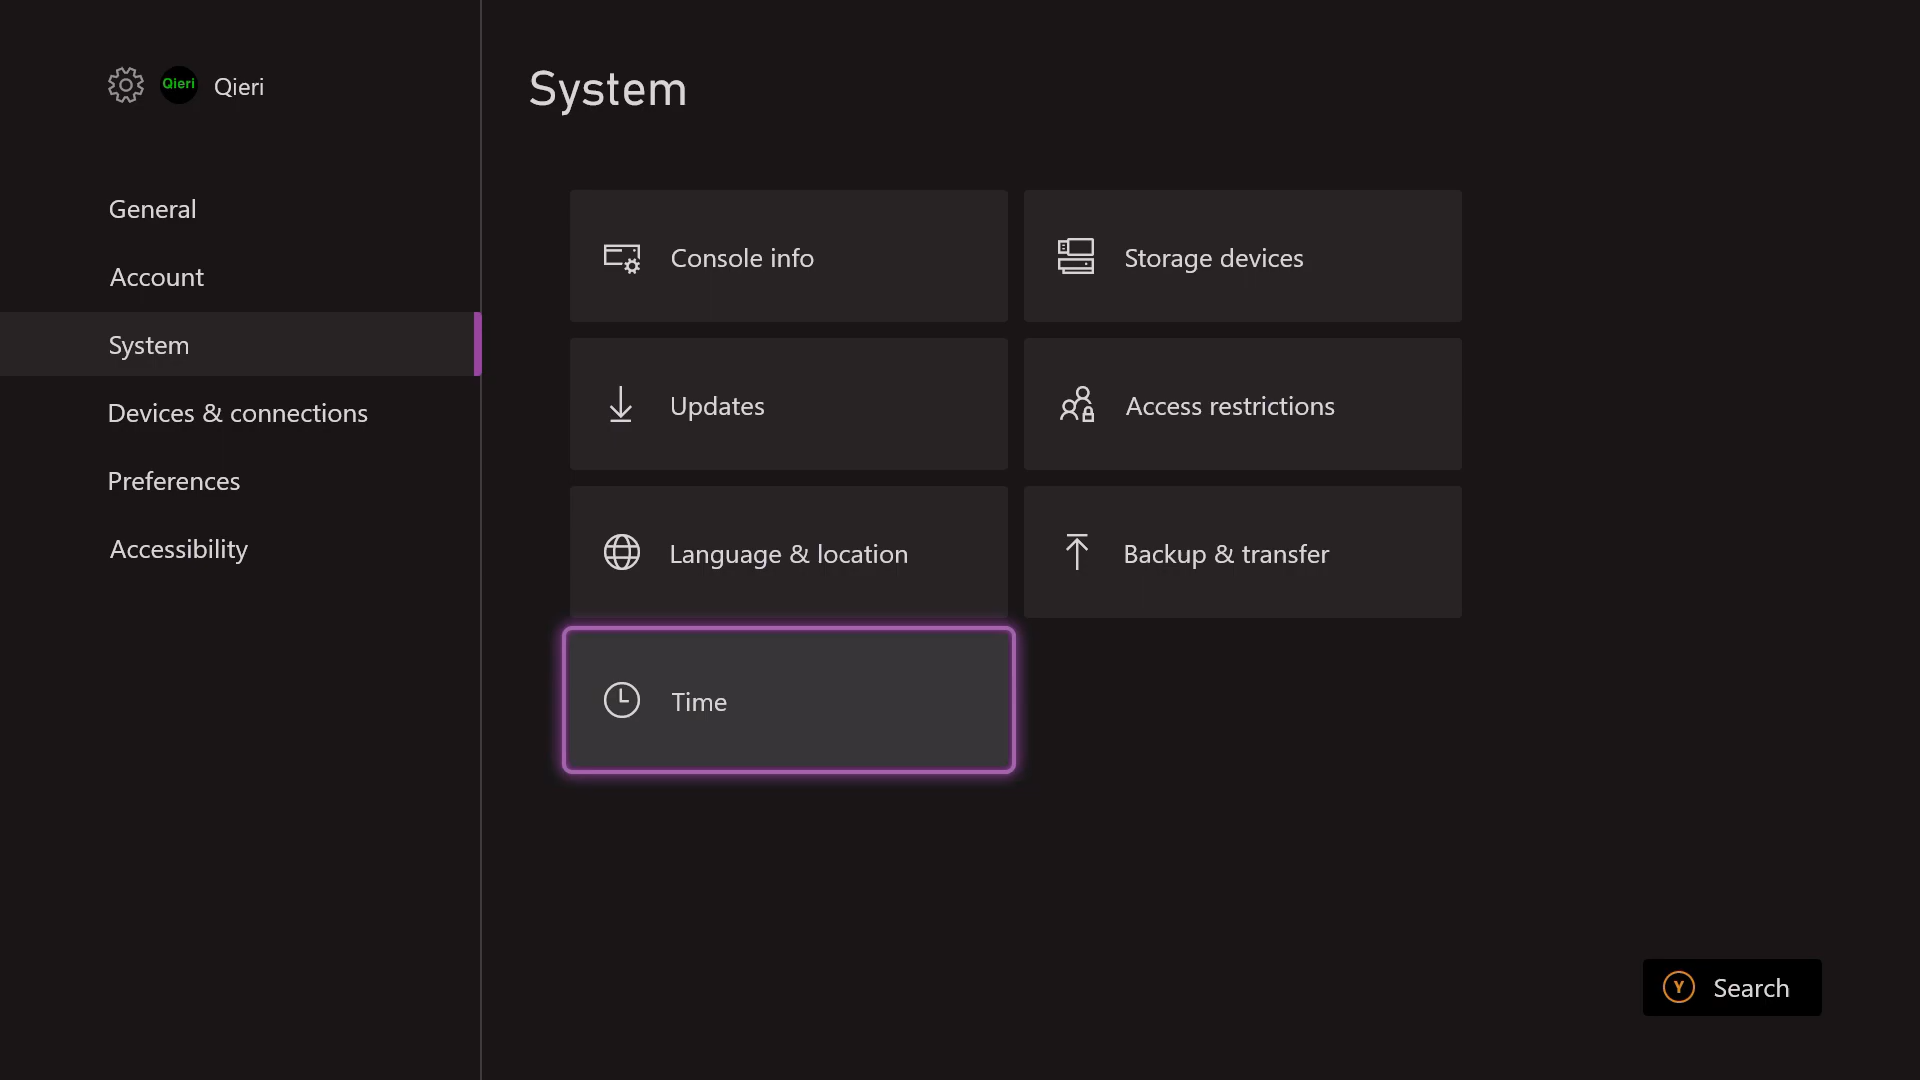 Qieri Qieri
General
Account
System
Devices & connections
Preferences
Accessibility
System
Console info
Storage devices
Updates
Access restrictions
Language & location
Backup & transfer
Time
Y Search